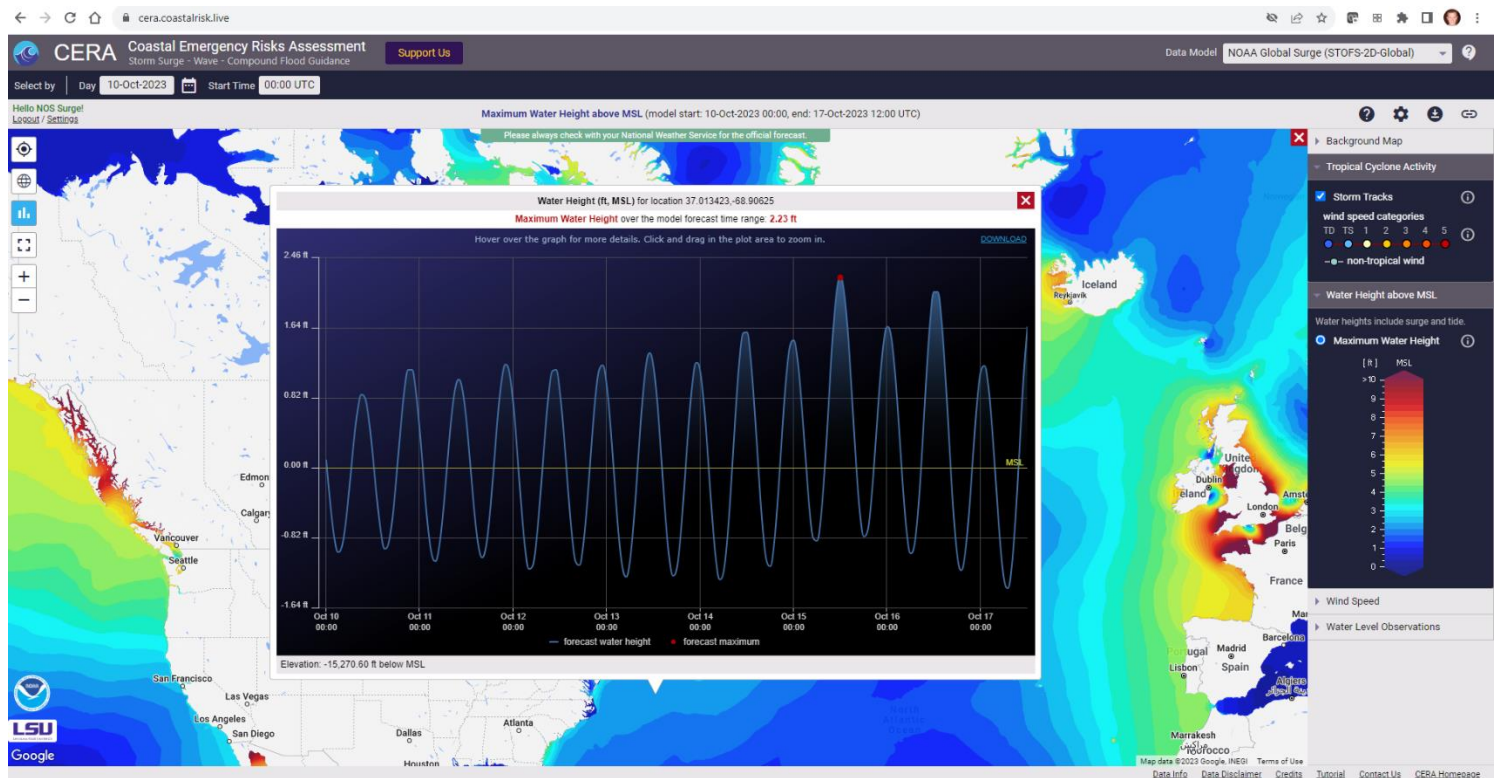 cera.coastalrisk.live
CERA
Coastal Emergency Risks Assessment
Storm Surge - Wave - Compound Flood Guidance
Support Us
Data Model
NOAA Global Surge (STOFS-2D-Global)
Select by
Day
10-Oct-2023
Start Time
00:00 UTC
Hello NOS Surge!
Logout / Settings
Maximum Water Height above MSL (model start: 10-Oct-2023 00:00, end: 17-Oct-2023 12:00 UTC)
Please always check with your National Weather Service for the official forecast.
Water Height (ft, MSL) for location 37.013423,-68.90625
Maximum Water Height over the model forecast time range: 2.23 ft
Hover over the graph for more details. Click and drag in the plot area to zoom in.
DOWNLOAD
2.46 ft
1.64 ft
0.82 ft
0.00 ft
MSL
-0.82 ft
-1.64 ft
Oct 10 Oct 11 Oct 12 Oct 13 Oct 14 Oct 15 Oct 16 Oct 17
00:00 00:00 00:00 00:00 00:00 00:00 00:00 00:00
forecast water height
forecast maximum
Elevation: -15,270.60 ft below MSL
Background Map
Tropical Cyclone Activity
Storm Tracks
wind speed categories
TD TS 1 2 3 4 5
non-tropical wind
Water Height above MSL
Water heights include surge and tide.
Maximum Water Height
[ ft ] MSL
>10
9
8
7
6
5
4
3
2
1
0
Wind Speed
Water Level Observations
Iceland
Reykjavik
Edmon
Calgary
Vancouver
Seattle
San Francisco
Las Vegas
Los Angeles
San Diego
Dallas
Atlanta
Houston
United
Kingdom
Dublin
Ireland
Amste
London
Belg
Paris
France
Mar
Barcelona
Portugal
Madrid
Lisbon
Spain
Algiers
North
Atlantic
Ocean
Marrakesh
Morocco
NOAA
LSU
Google
Map data ©2023 Google, INEGI
Terms of Use
Data Info
Data Disclaimer
Credits
Tutorial
Contact Us
CERA Homepage